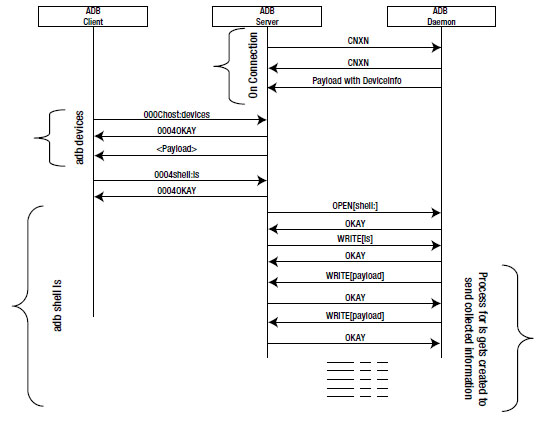 ADB
Client
ADB
Server
ADB
Daemon
On Connection
CNXN
CNXN
Payload with DeviceInfo
adb devices
000Chost:devices
0004OKAY
<Payload>
0004shell:ls
0004OKAY
adb shell ls
OPEN[shell:]
OKAY
WRITE[ls]
OKAY
WRITE[payload]
OKAY
WRITE[payload]
OKAY
Process for ls gets created to
send collected information